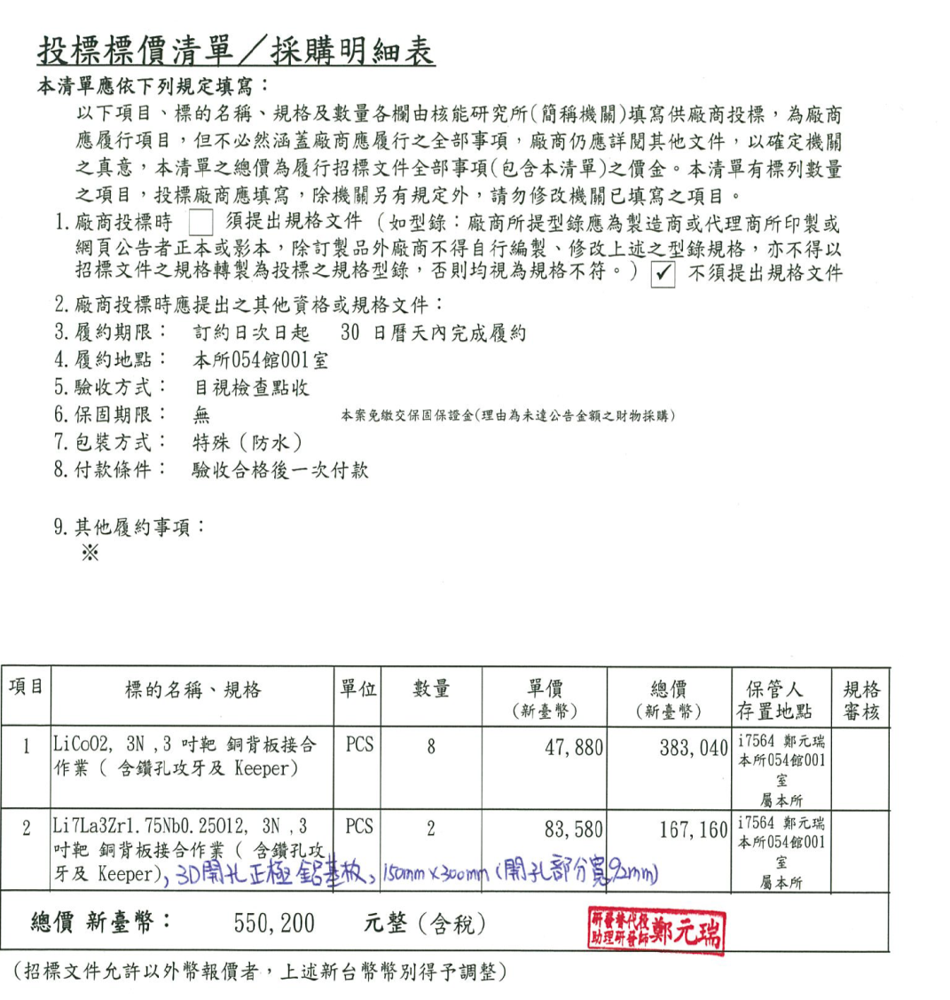 投標標價清單／採購明細表
本清單應依下列規定填寫：
以下項目、標的名稱、規格及數量各欄由核能研究所(簡稱機關)填寫供廠商投標，為廠商
應履行項目，但不必然涵蓋廠商應履行之全部事項，廠商仍應詳閱其他文件，以確定機關
之真意，本清單之總價為履行招標文件全部事項(包含本清單)之價金。本清單有標列數量
之項目，投標廠商應填寫，除機關另有規定外，請勿修改機關已填寫之項目。
1.廠商投標時 □ 須提出規格文件（如型錄：廠商所提型錄應為製造商或代理商所印製或
網頁公告者正本或影本，除訂製品外廠商不得自行編製、修改上述之型錄規格，亦不得以
招標文件之規格轉製為投標之規格型錄，否則均視為規格不符。）☑ 不須提出規格文件
2.廠商投標時應提出之其他資格或規格文件：
3.履約期限： 訂約日次日起 30 日曆天內完成履約
4.履約地點： 本所054館001室
5.驗收方式： 目視檢查點收
6.保固期限： 無 本案免繳交保固保證金(理由為未達公告金額之財物採購)
7.包裝方式： 特殊（防水）
8.付款條件： 驗收合格後一次付款
9.其他履約事項：
※
項目 標的名稱、規格 單位 數量 單價 總價 保管人 規格
(新臺幣) (新臺幣) 存置地點 審核
1 LiCoO2, 3N ,3 吋靶 銅背板接合 PCS 8 47,880 383,040 i7564 鄭元瑞
作業（ 含鑽孔攻牙及 Keeper) 本所054館001
室
屬本所
2 Li7La3Zr1.75Nb0.25O12, 3N ,3 PCS 2 83,580 167,160 i7564 鄭元瑞
吋靶 銅背板接合作業（ 含鑽孔攻 本所054館001
牙及 Keeper), 3D開孔正極鋁基板, 150mm x 300mm (開孔部分寬92mm) 室
屬本所
總價 新臺幣： 550,200 元整(含稅)
研發替代役
助理研發師 鄭元瑞
(招標文件允許以外幣報價者，上述新台幣幣別得予調整)